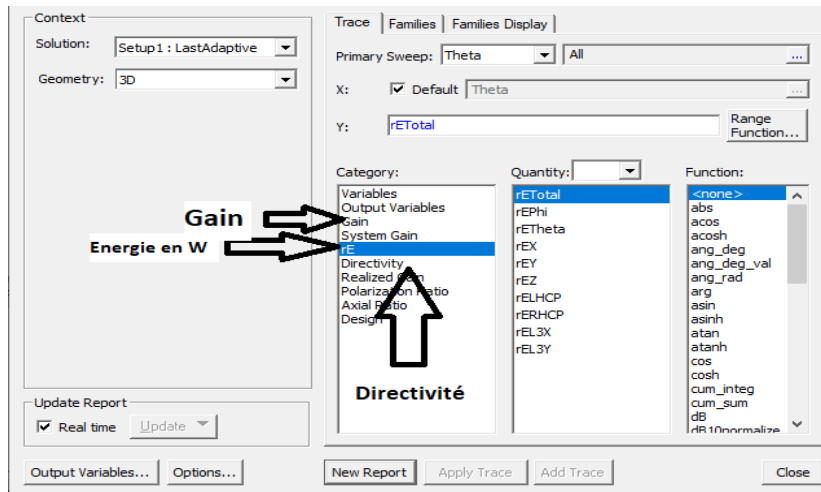 Context
Solution: Setup1 : LastAdaptive
Geometry: 3D
Update Report
Real time Update
Output Variables... Options...
Trace Families Families Display
Primary Sweep: Theta All ...
X: Default Theta ...
Y: rETotal Range Function...
Category: Quantity: Function:
Variables
Output Variables
Gain
System Gain
rE
Directivity
Realized Gain
Polarization Ratio
Axial Ratio
Design
rETotal
rEPhi
rETheta
rEX
rEY
rEZ
rELHCP
rERHCP
rEL3X
rEL3Y
<none>
abs
acos
acosh
ang_deg
ang_deg_val
ang_rad
arg
asin
asinh
atan
atanh
cos
cosh
cum_integ
cum_sum
dB
dB10normalize
Gain
Energie en W
Directivité
New Report Apply Trace Add Trace Close